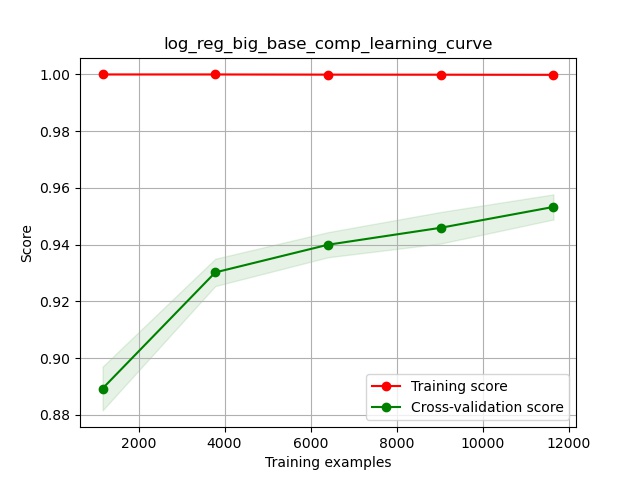 log_reg_big_base_comp_learning_curve
1.00
0.98
0.96
0.94
0.92
0.90
0.88
Score
Training score
Cross-validation score
2000 4000 6000 8000 10000 12000
Training examples